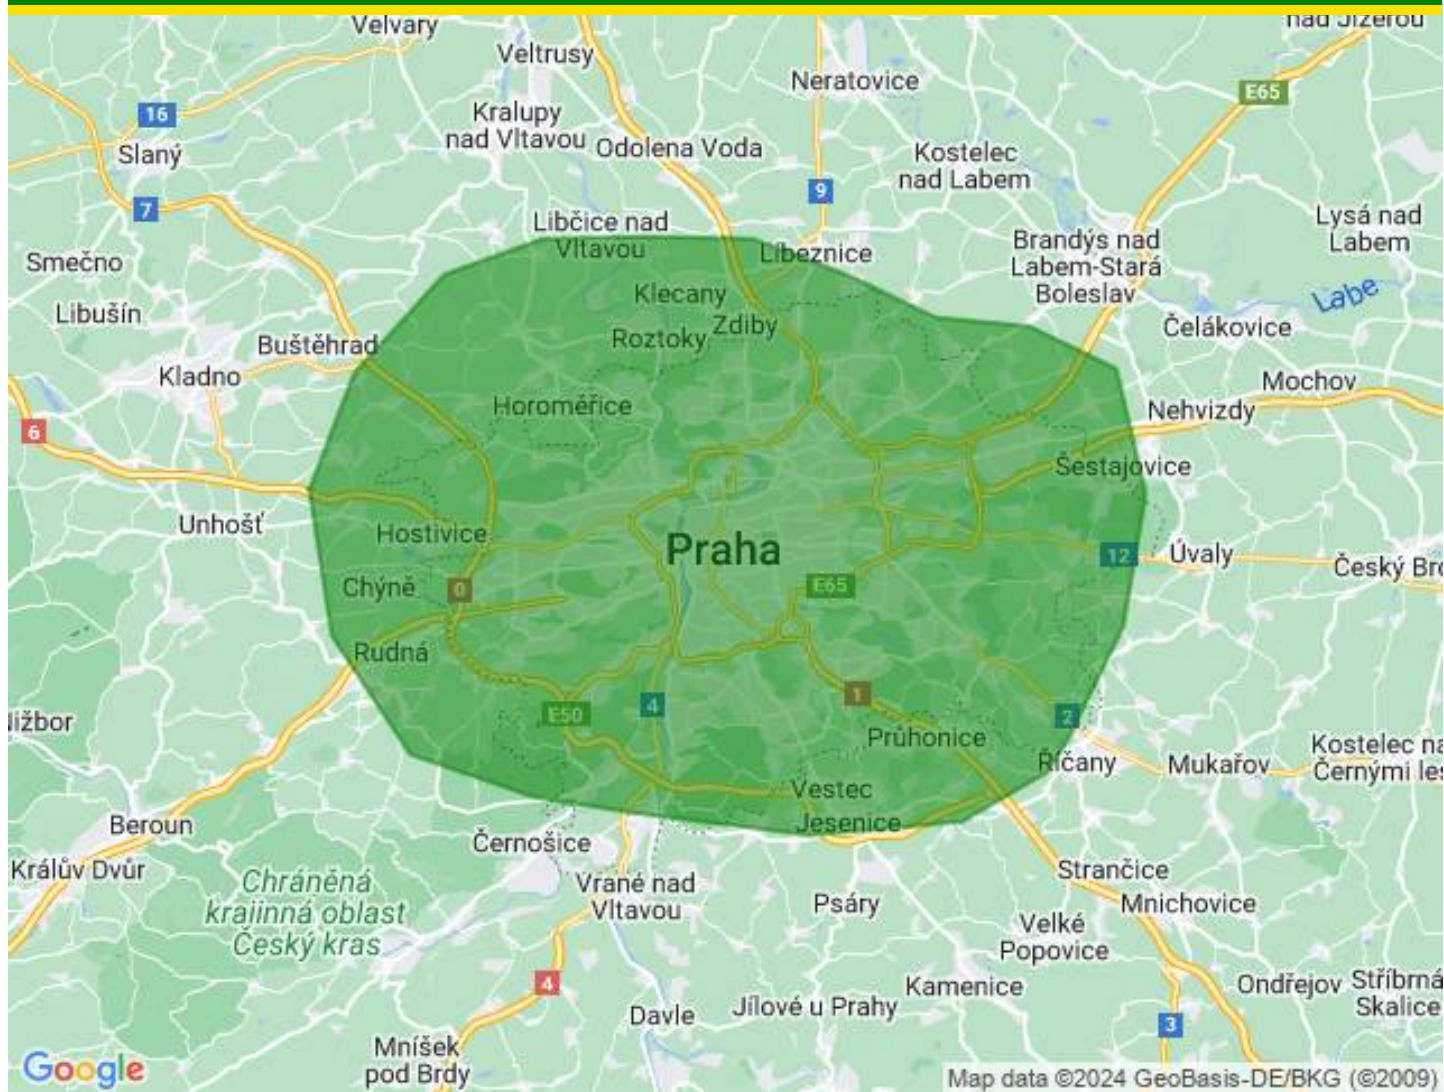 Velvary
nad Jizerou
Veltrusy
Neratovice
E65
16
Kralupy
nad Vltavou
Slaný
Odolena Voda
Kostelec
nad Labem
9
7
Lysá nad
Labem
Libčice nad
Vltavou
Líbeznice
Brandýs nad
Labem-Stará
Boleslav
Smečno
Labe
Klecany
Libušín
Zdiby
Čelákovice
Roztoky
Buštěhrad
Kladno
Mochov
Horoměřice
Nehvizdy
6
Šestajovice
Unhošť
Hostivice
Praha
12
Úvaly
Český Bro
Chýně
0
E65
Rudná
1
4
E50
2
Nižbor
Průhonice
Kostelec na
Černými les
Říčany
Mukařov
Vestec
Jesenice
Beroun
Černošice
Králův Dvůr
Strančice
Chráněná
krajinná oblast
Český kras
Vrané nad
Vltavou
Psáry
Mnichovice
Velké
Popovice
4
Kamenice
Ondřejov
Stříbrná
Skalice
Jílové u Prahy
Davle
3
Mníšek
pod Brdy
Google
Map data ©2024 GeoBasis-DE/BKG (©2009)